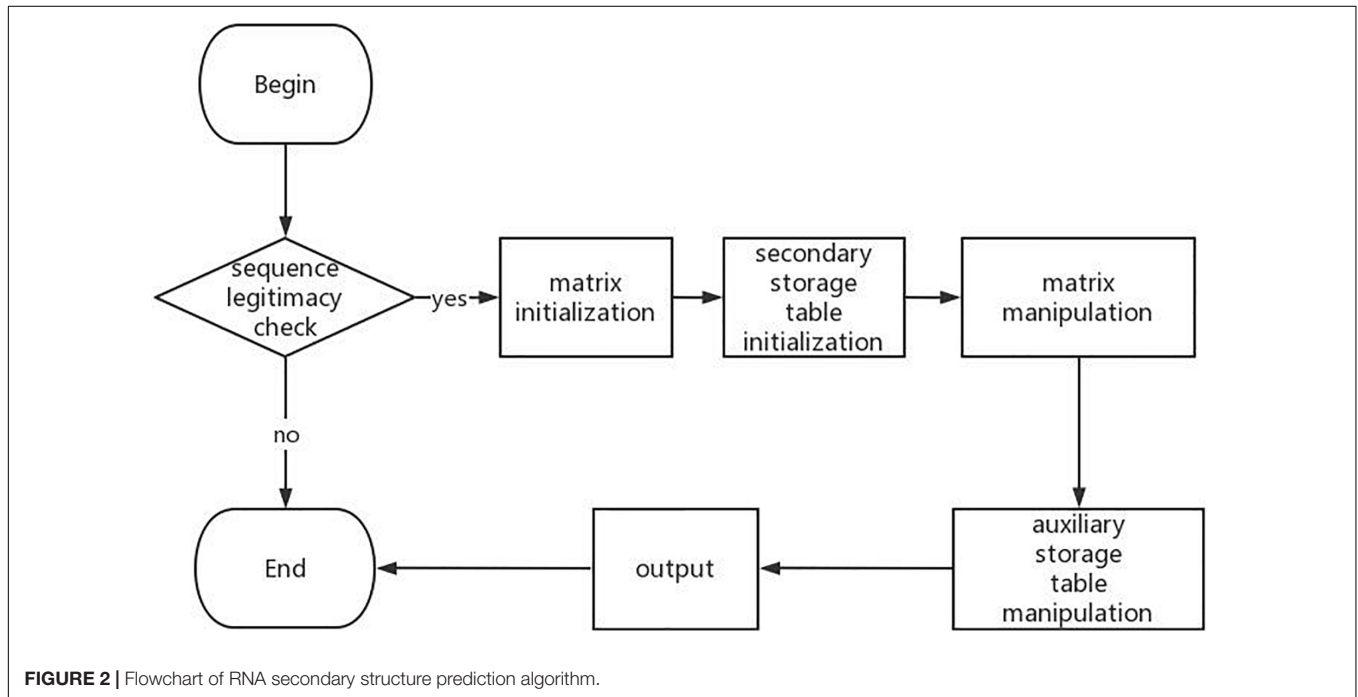 Begin
sequence
legitimacy
check
yes
matrix
initialization
secondary
storage
table
initialization
matrix
manipulation
no
End
output
auxiliary
storage
table
manipulation
FIGURE 2 | Flowchart of RNA secondary structure prediction algorithm.